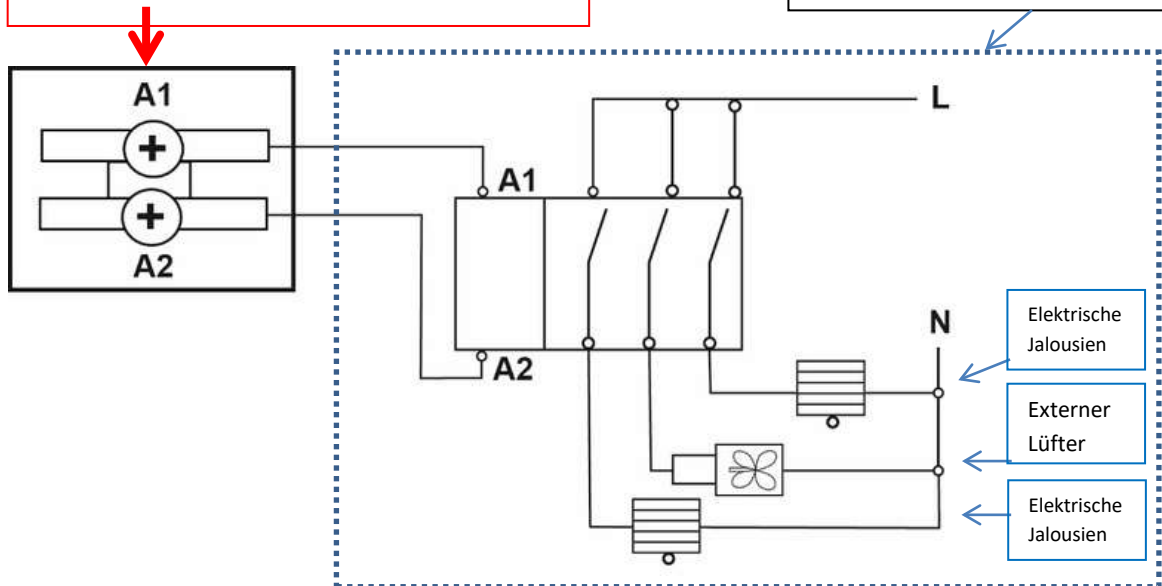 A1
A2
A1
A2
L
N
Elektrische
Jalousien
Externer
Lüfter
Elektrische
Jalousien